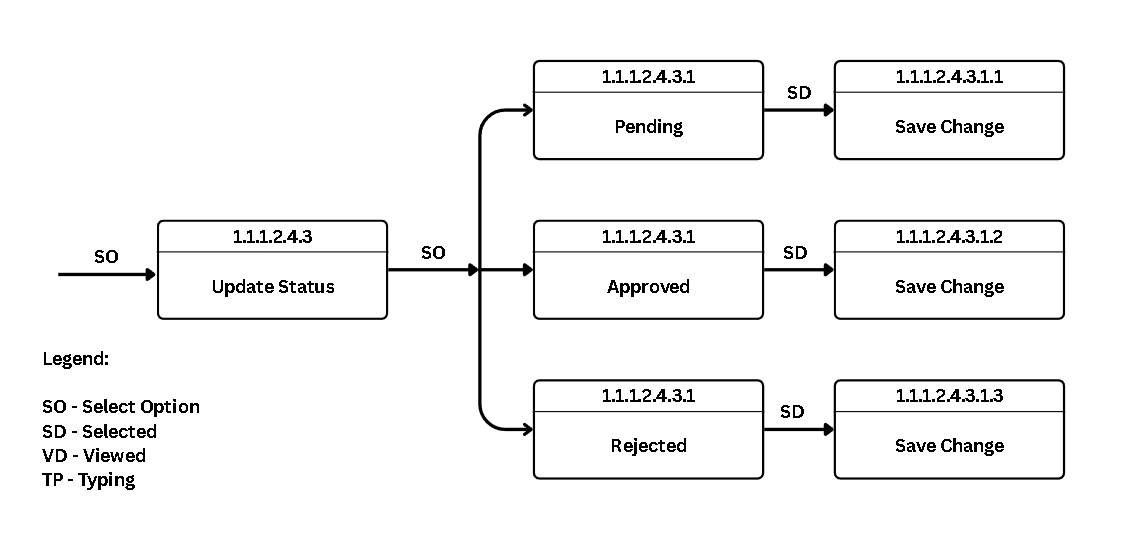 1.1.1.2.4.3.1
Pending
SD
1.1.1.2.4.3.1.1
Save Change
SO
1.1.1.2.4.3
Update Status
SO
1.1.1.2.4.3.1
Approved
SD
1.1.1.2.4.3.1.2
Save Change
1.1.1.2.4.3.1
Rejected
SD
1.1.1.2.4.3.1.3
Save Change
Legend:
SO - Select Option
SD - Selected
VD - Viewed
TP - Typing